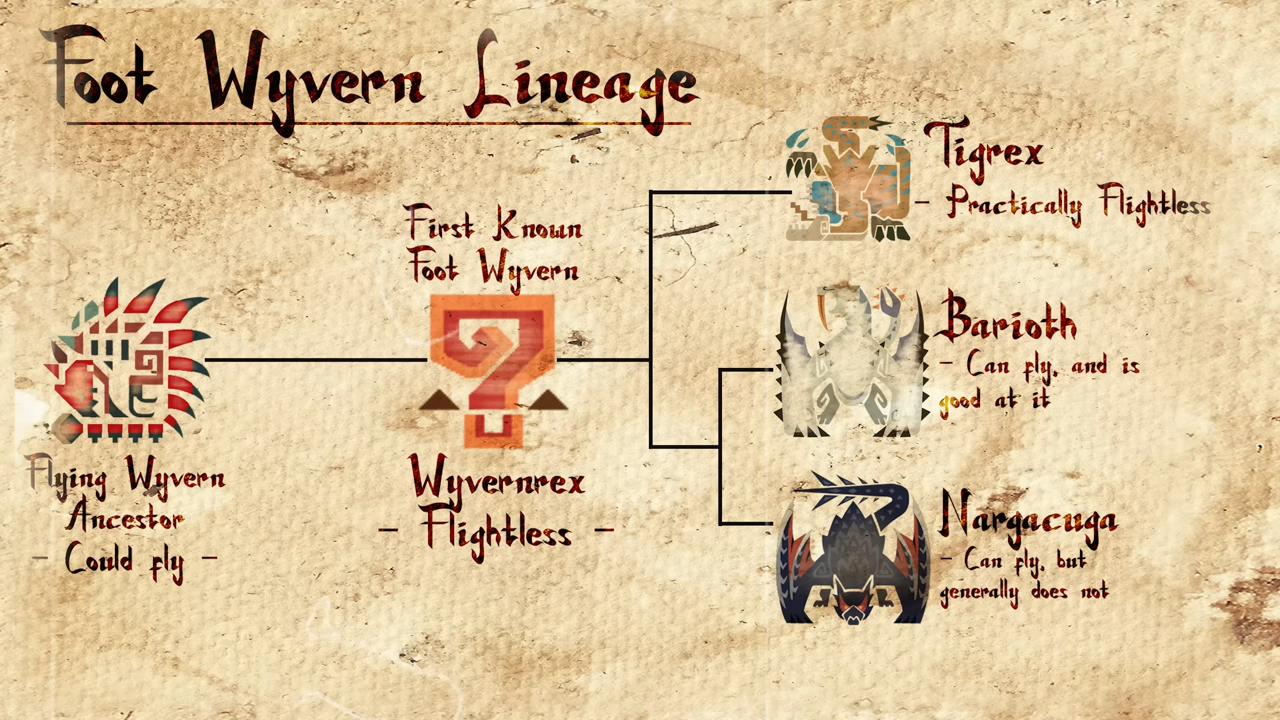 Foot Wyvern Lineage
Tigrex
- Practically Flightless
First Known
Foot Wyvern
Barioth
- Can fly, and is
good at it
Flying Wyvern
Ancestor
- Could fly -
Wyvernrex
- Flightless -
Nargacuga
- Can fly, but
generally does not